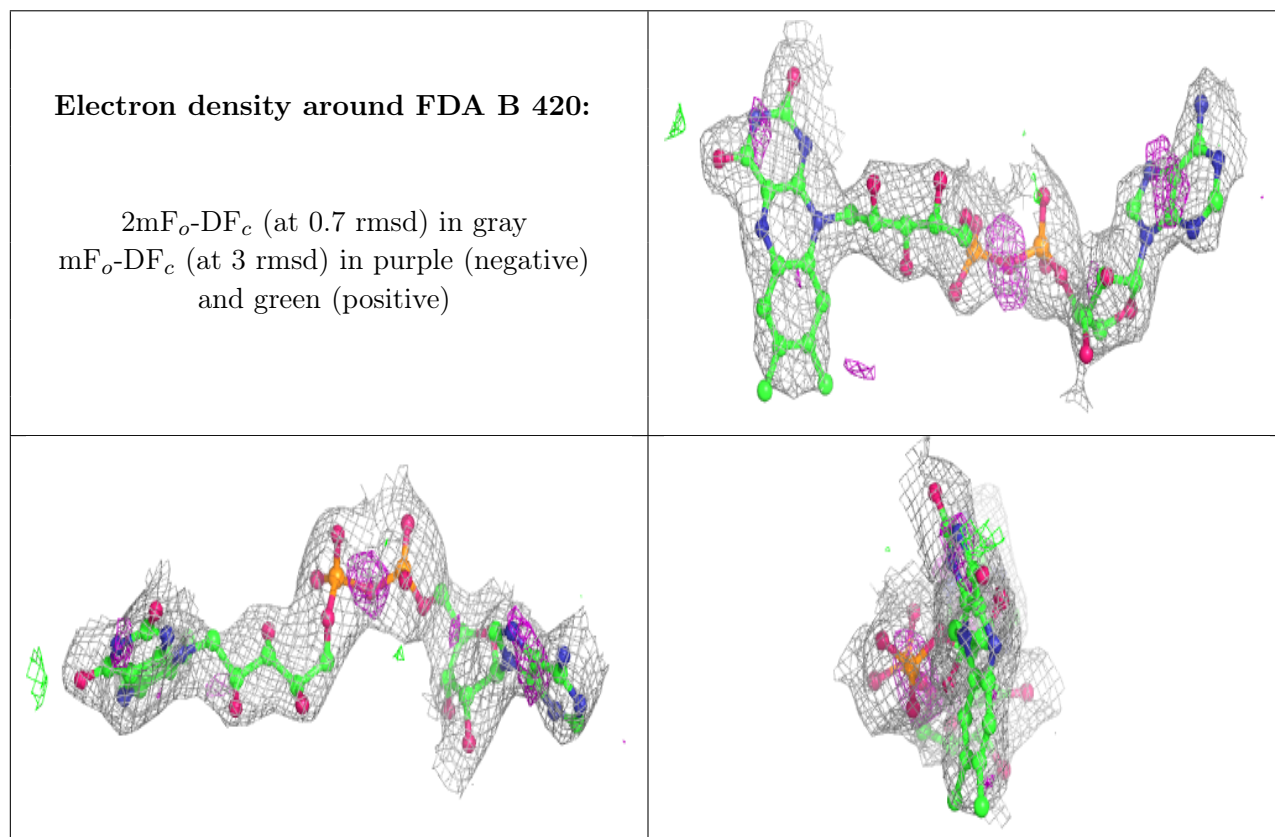 Electron density around FDA B 420:
2mFo-DFc (at 0.7 rmsd) in gray
mFo-DFc (at 3 rmsd) in purple (negative)
and green (positive)